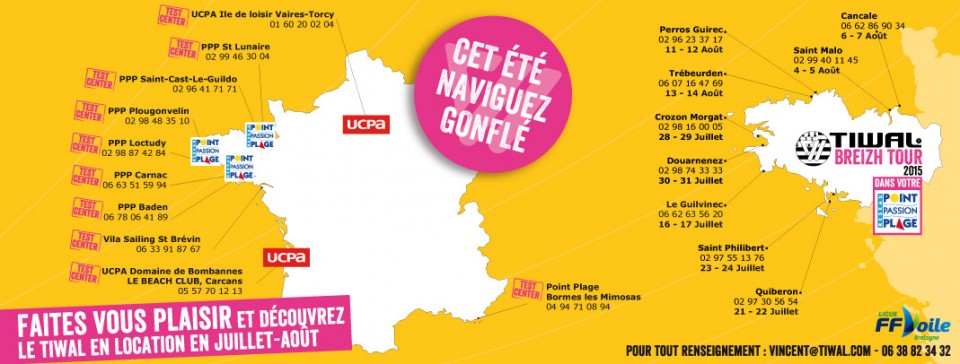 TEST CENTER
UCPA Ile de loisir Vaires-Torcy
01 60 20 02 04
TEST CENTER
PPP St Lunaire
02 99 46 30 04
TEST CENTER
PPP Saint-Cast-Le-Guildo
02 96 41 71 71
TEST CENTER
PPP Plougonvelin
02 98 48 35 10
TEST CENTER
PPP Loctudy
02 98 87 42 84
TEST CENTER
PPP Carnac
06 63 51 59 94
TEST CENTER
PPP Baden
06 78 06 41 89
TEST CENTER
Vila Sailing St Brévin
06 33 91 87 67
TEST CENTER
UCPA Domaine de Bombannes
LE BEACH CLUB, Carcans
05 57 70 12 13
POINT
PASSION
PLAGE
POINT
PASSION
PLAGE
POINT
PASSION
PLAGE
UCPA
UCPA
TEST CENTER
Point Plage
Bormes les Mimosas
04 94 71 08 94
CET ÉTÉ
NAVIGUEZ
GONFLÉ
FAITES VOUS PLAISIR ET DÉCOUVREZ
LE TIWAL EN LOCATION EN JUILLET-AOÛT
Cancale
06 62 86 90 34
6 - 7 Août
Perros Guirec
02 96 23 37 17
11 - 12 Août
Saint Malo
02 99 40 11 45
4 - 5 Août
Trébeurden
06 07 16 47 69
13 - 14 Août
Crozon Morgat
02 98 16 00 05
28 - 29 Juillet
Douarnenez
02 98 74 33 33
30 - 31 Juillet
Le Guilvinec
06 62 63 56 20
16 - 17 Juillet
Saint Philibert
02 97 55 13 76
23 - 24 Juillet
Quiberon
02 97 30 56 54
21 - 22 Juillet
TIWAL
BREIZH TOUR
2015
DANS VOTRE
POINT
PASSION
PLAGE
LIGUE
FFVoile
Bretagne
POUR TOUT RENSEIGNEMENT : VINCENT@TIWAL.COM - 06 38 82 34 32